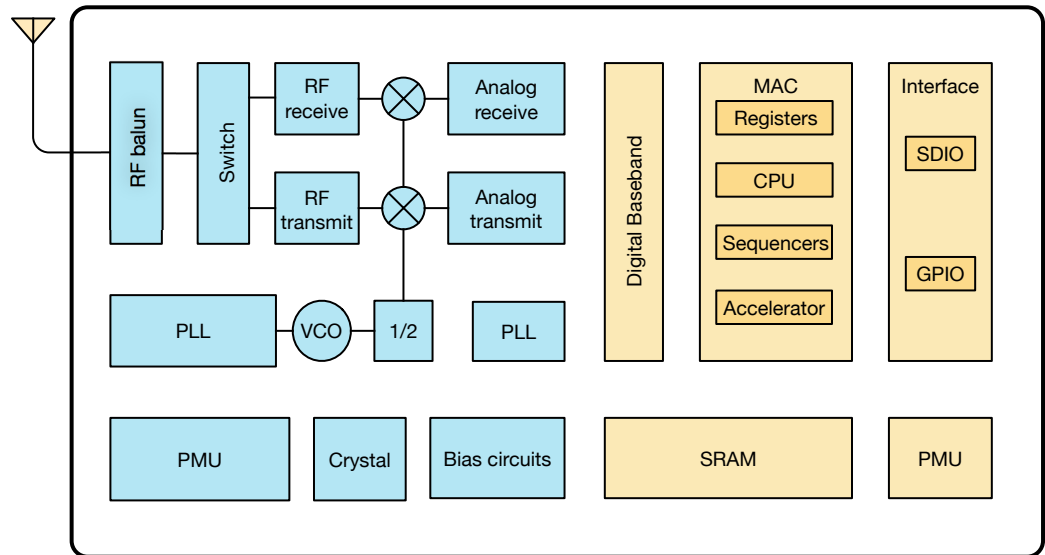 RF balun
Switch
RF
receive
Analog
receive
RF
transmit
Analog
transmit
PLL
VCO
1/2
PLL
PMU
Crystal
Bias circuits
Digital Baseband
MAC
Registers
CPU
Sequencers
Accelerator
Interface
SDIO
GPIO
SRAM
PMU